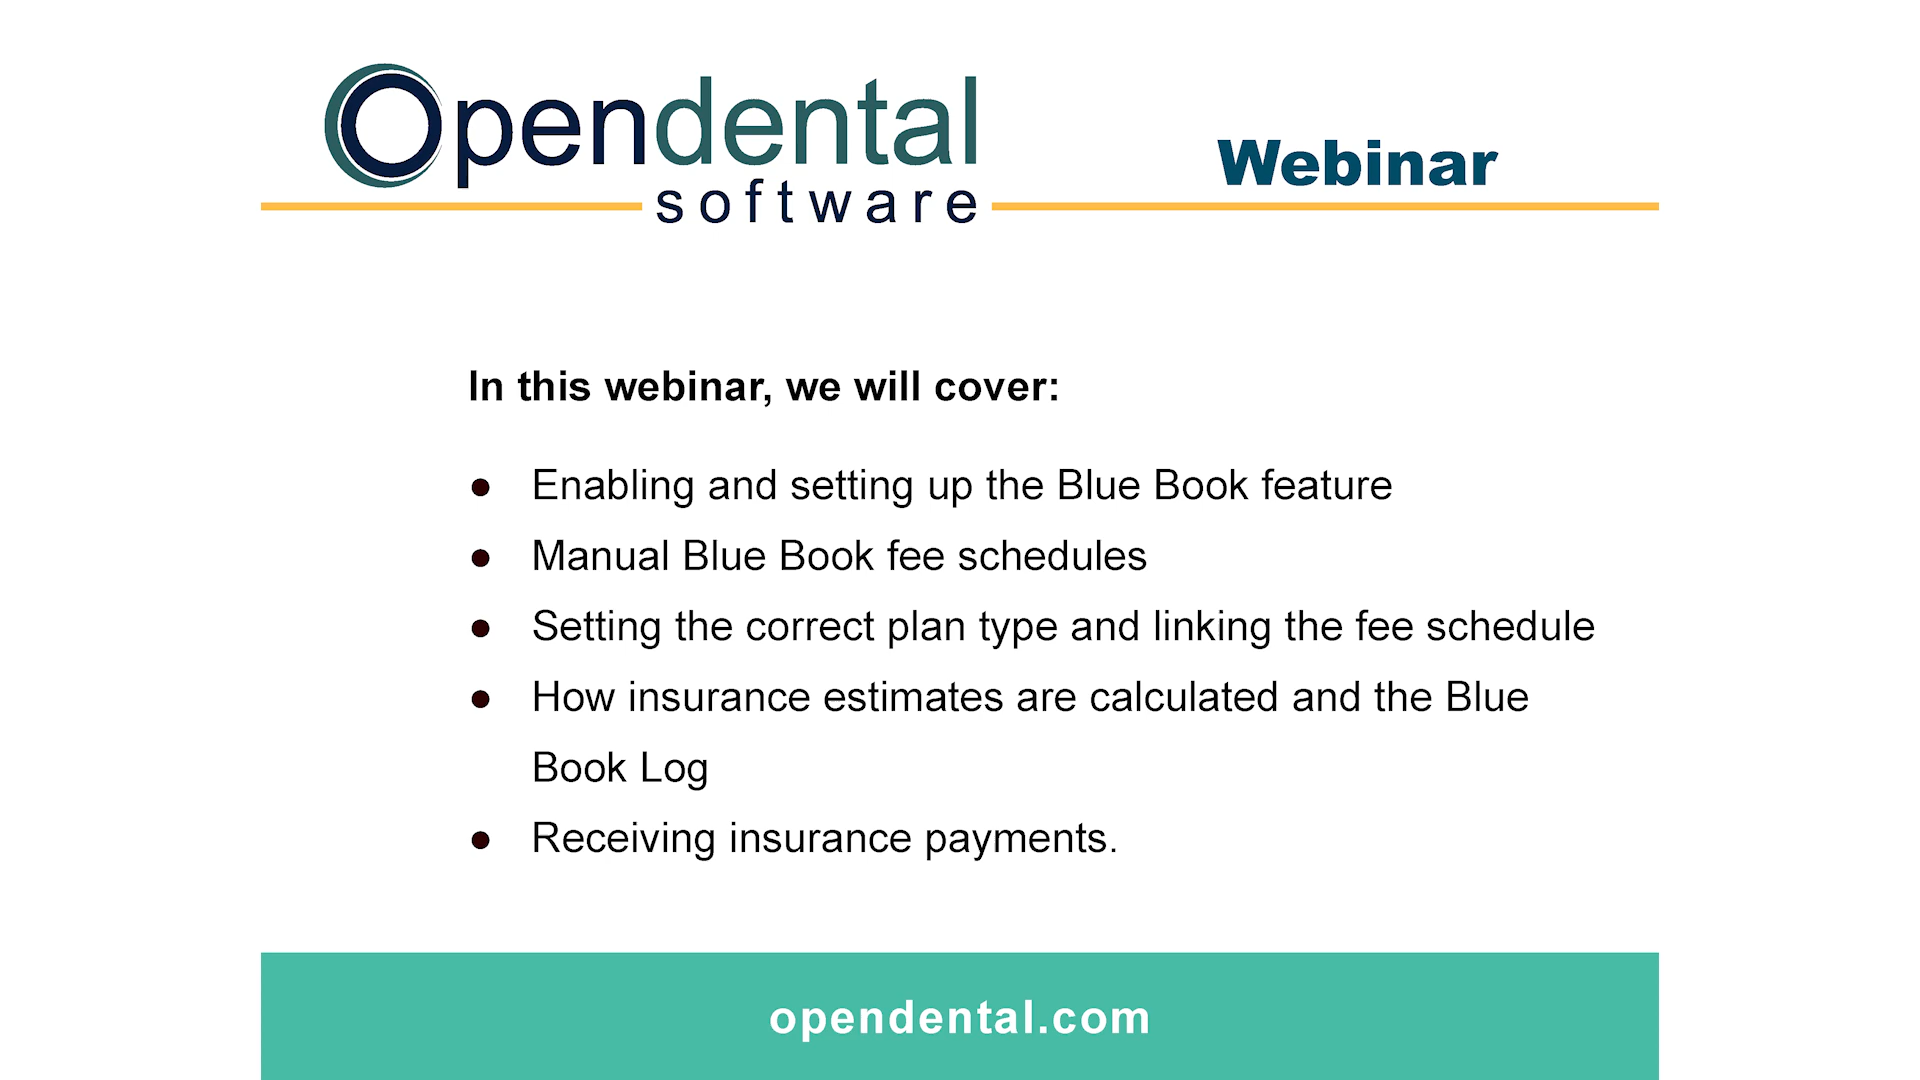 Opendental
software
Webinar
In this webinar, we will cover:
● Enabling and setting up the Blue Book feature
● Manual Blue Book fee schedules
● Setting the correct plan type and linking the fee schedule
● How insurance estimates are calculated and the Blue
Book Log
● Receiving insurance payments.
opendental.com